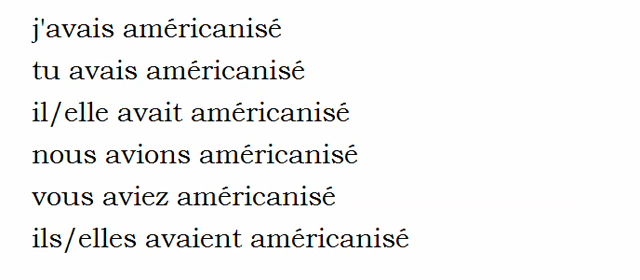 j'avais américanisé
tu avais américanisé
il/elle avait américanisé
nous avions américanisé
vous aviez américanisé
ils/elles avaient américanisé